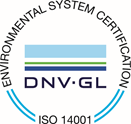 ENVIRONMENTAL SYSTEM CERTIFICATION
DNV·GL
ISO 14001